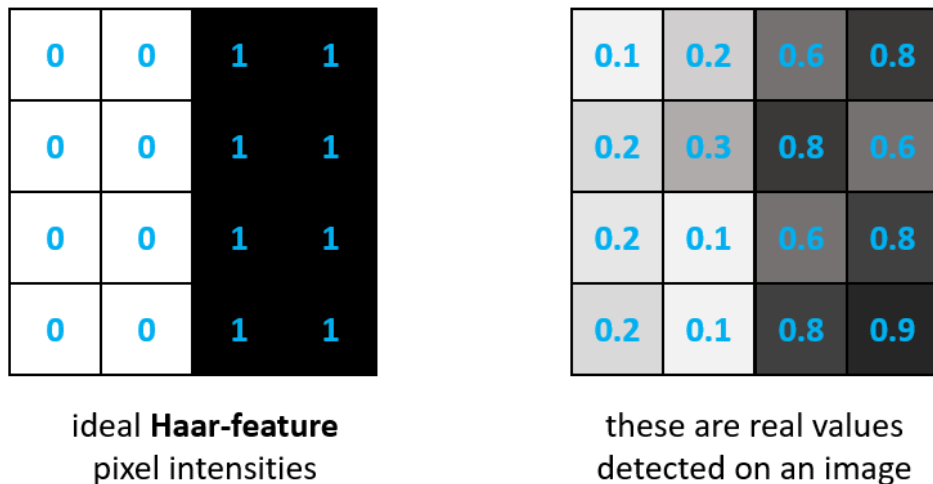 0 0 1 1 0.1 0.2 0.6 0.8
0 0 1 1 0.2 0.3 0.8 0.6
0 0 1 1 0.2 0.1 0.6 0.8
0 0 1 1 0.2 0.1 0.8 0.9
ideal Haar-feature
pixel intensities
these are real values
detected on an image